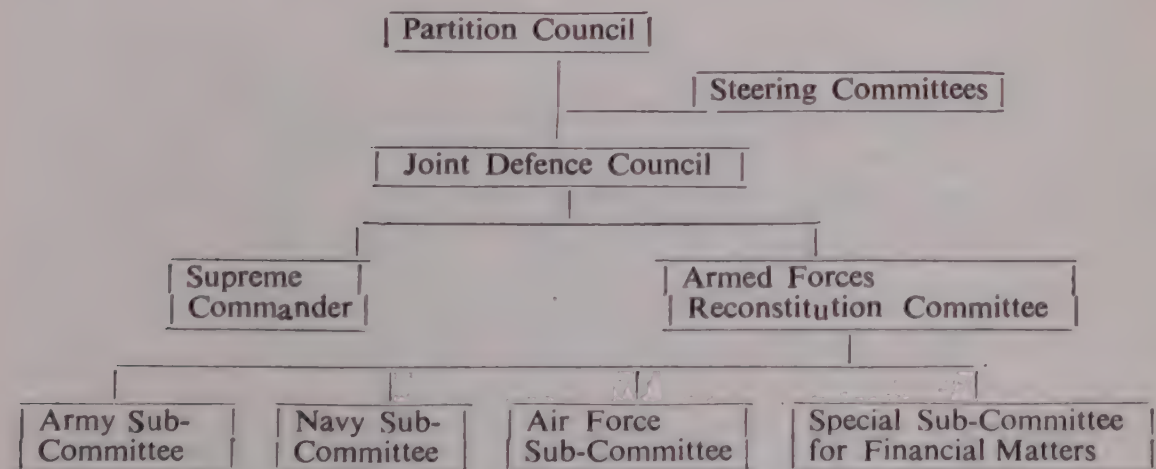 Partition Council
Steering Committees
Joint Defence Council
Supreme
Commander
Armed Forces
Reconstitution Committee
Army Sub-
Committee
Navy Sub-
Committee
Air Force
Sub-Committee
Special Sub-Committee
for Financial Matters